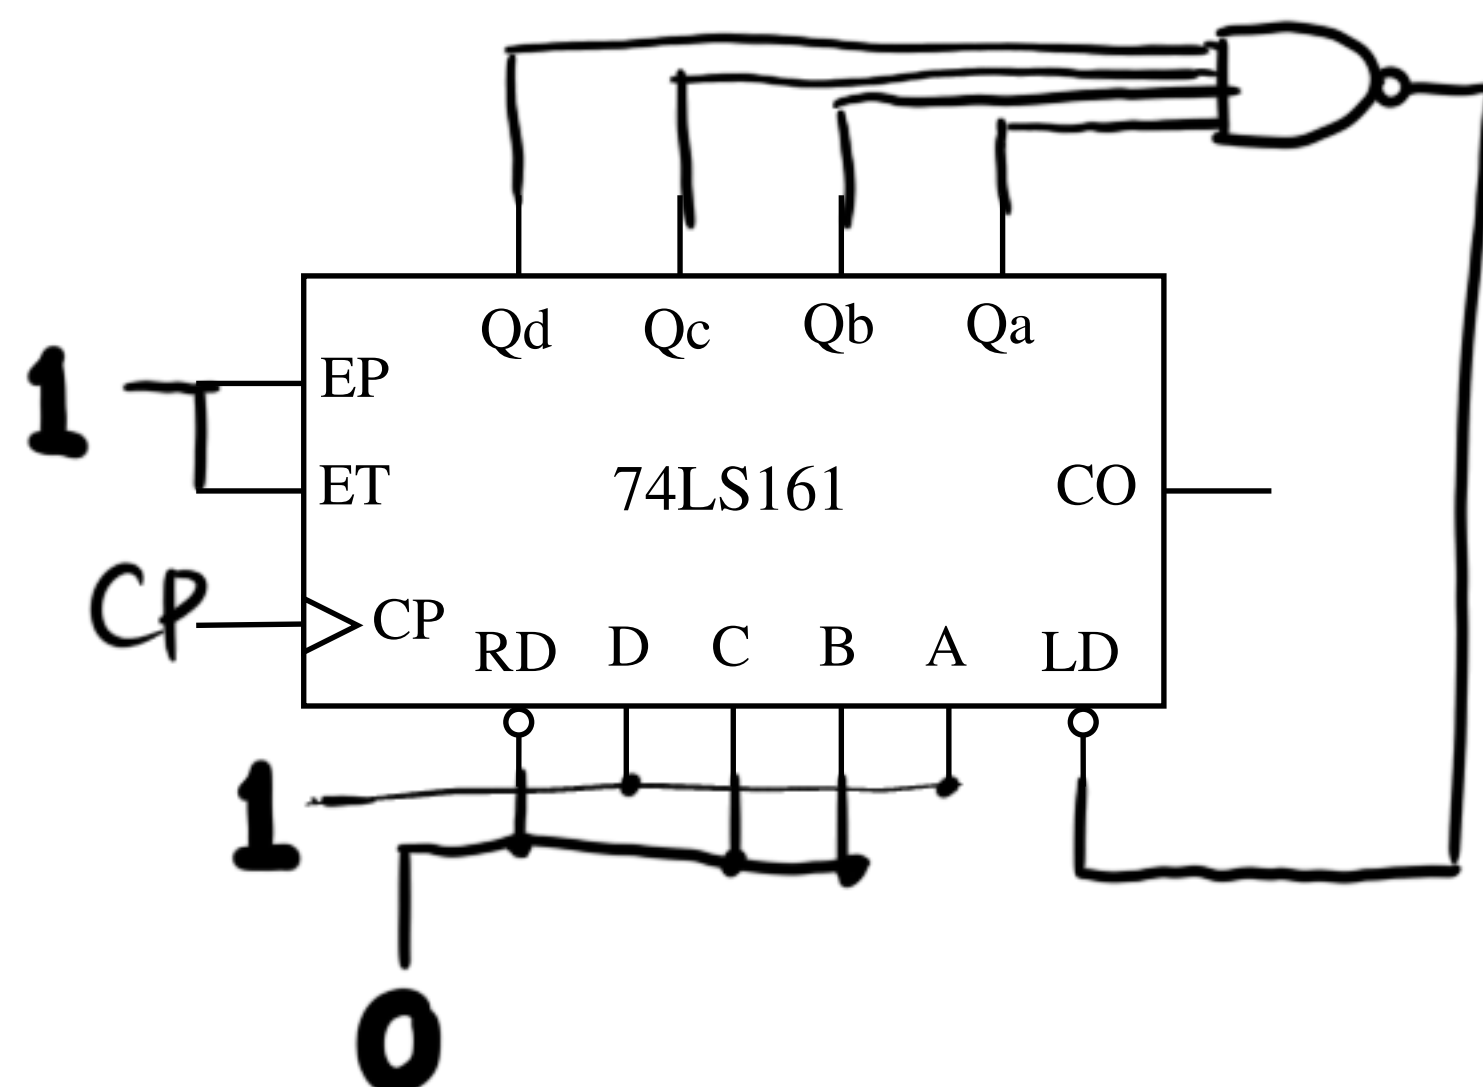 Qd Qc Qb Qa
1 EP
ET 74LS161 CO
CP CP
RD D C B A LD
1
0